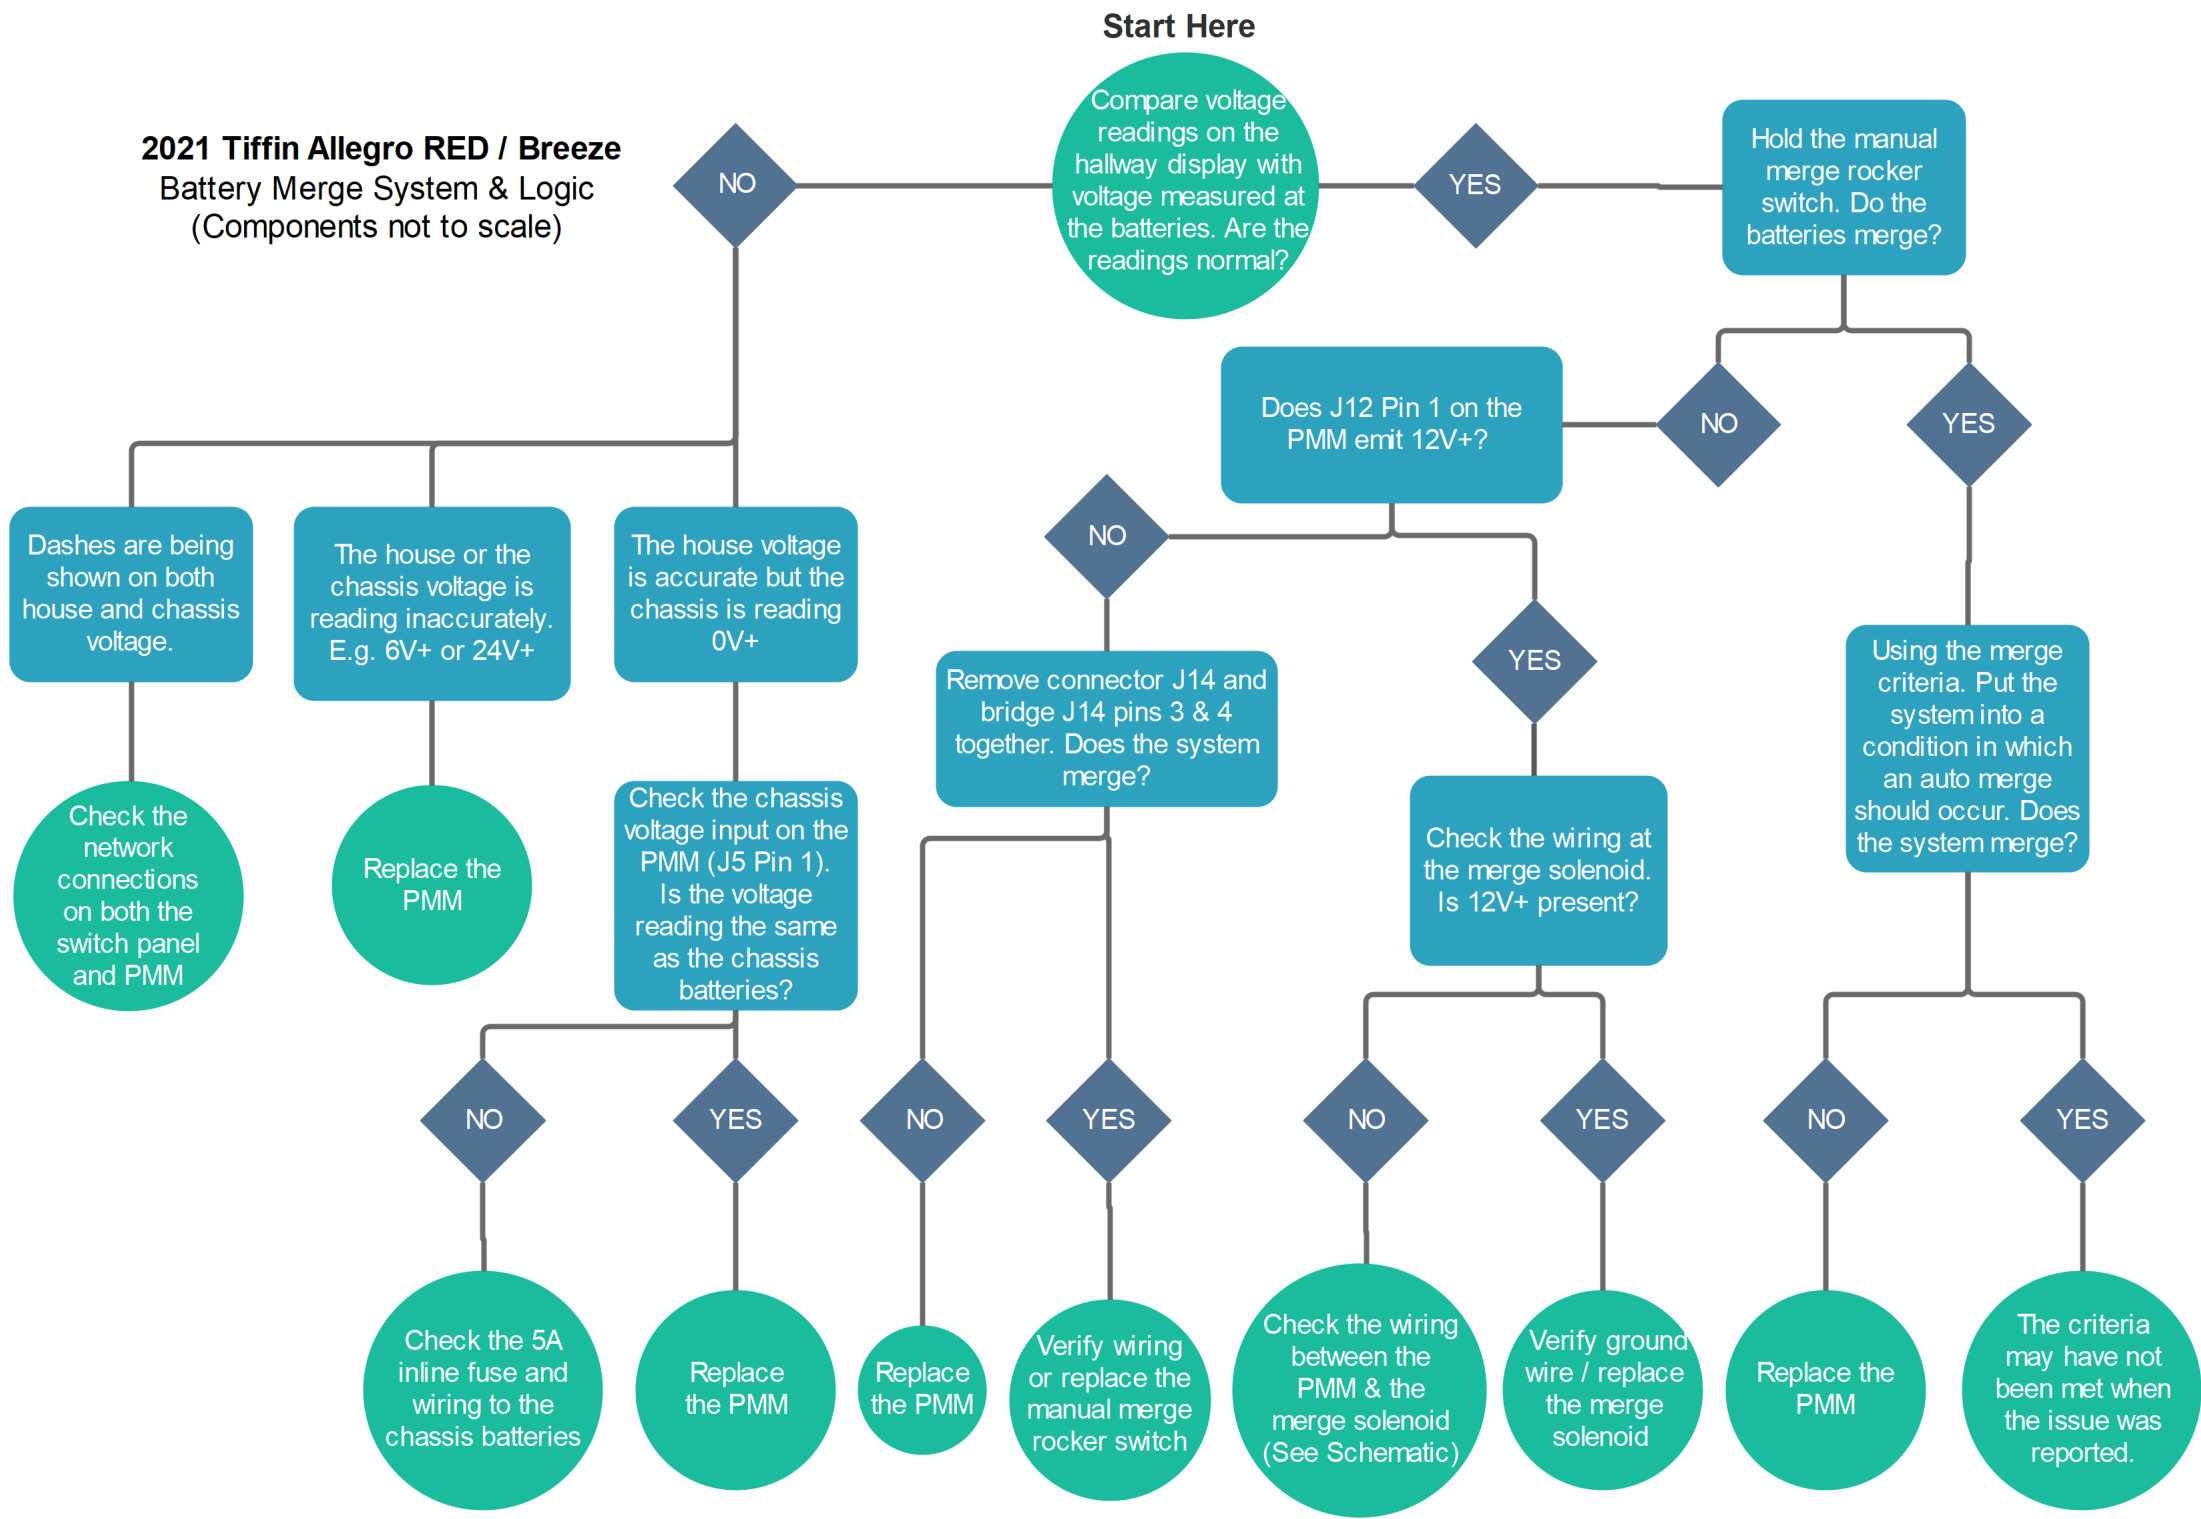 Start Here
2021 Tiffin Allegro RED / Breeze
Battery Merge System & Logic
(Components not to scale)
NO
Compare voltage
readings on the
hallway display with
voltage measured at
the batteries. Are the
readings normal?
YES
Hold the manual
merge rocker
switch. Do the
batteries merge?
Does J12 Pin 1 on the
PMM emit 12V+?
NO
YES
NO
YES
Dashes are being
shown on both
house and chassis
voltage.
The house or the
chassis voltage is
reading inaccurately.
E.g. 6V+ or 24V+
The house voltage
is accurate but the
chassis is reading
0V+
Remove connector J14 and
bridge J14 pins 3 & 4
together. Does the system
merge?
Using the merge
criteria. Put the
system into a
condition in which
an auto merge
should occur. Does
the system merge?
Check the
network
connections
on both the
switch panel
and PMM
Replace the
PMM
Check the chassis
voltage input on the
PMM (J5 Pin 1).
Is the voltage
reading the same
as the chassis
batteries?
Check the wiring at
the merge solenoid.
Is 12V+ present?
NO
YES
NO
YES
NO
YES
NO
YES
Check the 5A
inline fuse and
wiring to the
chassis batteries
Replace
the PMM
Replace
the PMM
Verify wiring
or replace the
manual merge
rocker switch
Check the wiring
between the
PMM & the
merge solenoid
(See Schematic)
Verify ground
wire / replace
the merge
solenoid
Replace the
PMM
The criteria
may have not
been met when
the issue was
reported.